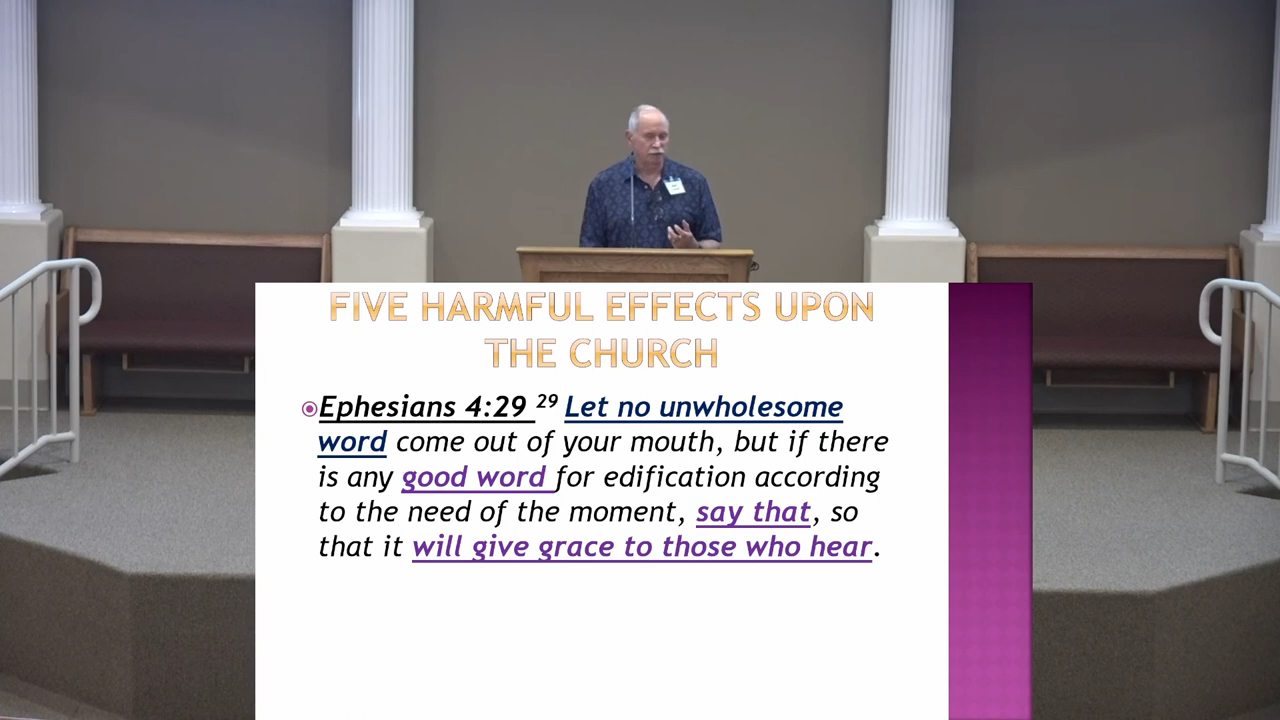 FIVE HARMFUL EFFECTS UPON
THE CHURCH
Ephesians 4:29 29 Let no unwholesome
word come out of your mouth, but if there
is any good word for edification according
to the need of the moment, say that, so
that it will give grace to those who hear.